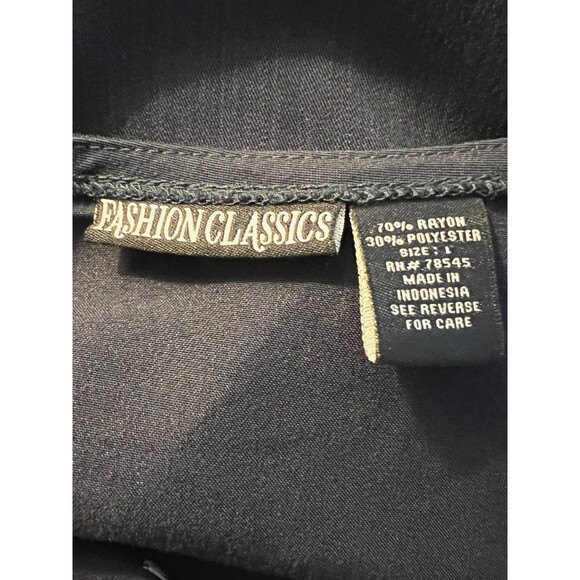 FASHION CLASSICS
70% RAYON
30% POLYESTER
SIZE : L
RN# 78545
MADE IN
INDONESIA
SEE REVERSE
FOR CARE